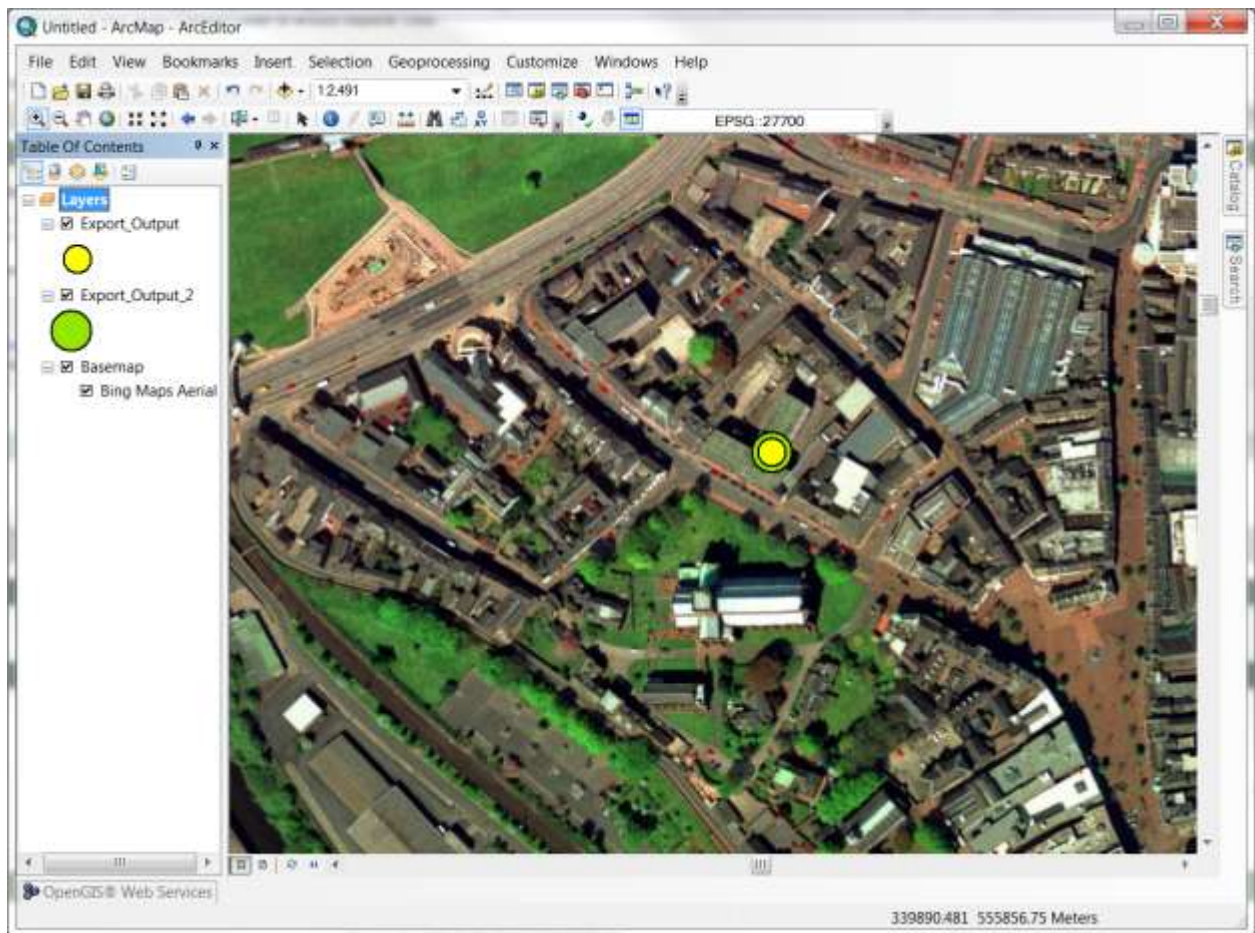 Untitled - ArcMap - ArcEditor
File Edit View Bookmarks Insert Selection Geoprocessing Customize Windows Help
1:2,491
EPSG :27700
Table Of Contents
Layers
Export_Output
Export_Output_2
Basemap
Bing Maps Aerial
Catalog
Search
OpenGIS® Web Services
339890.481 555856.75 Meters